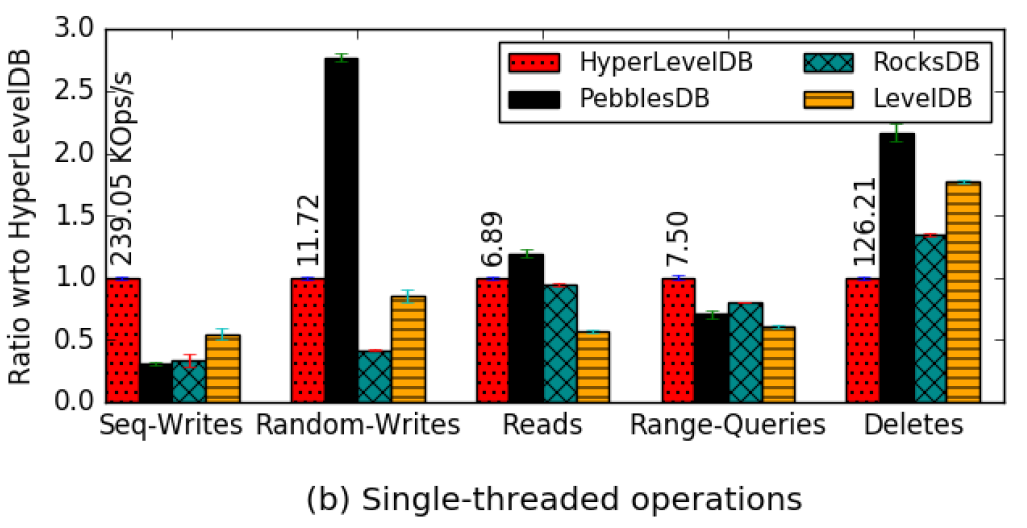 Ratio wrto HyperLevelDB
3.0
2.5
2.0
1.5
1.0
0.5
0.0
HyperLevelDB
PebblesDB
RocksDB
LevelDB
239.05 KOps/s
11.72
6.89
7.50
126.21
Seq-Writes Random-Writes Reads Range-Queries Deletes
(b) Single-threaded operations